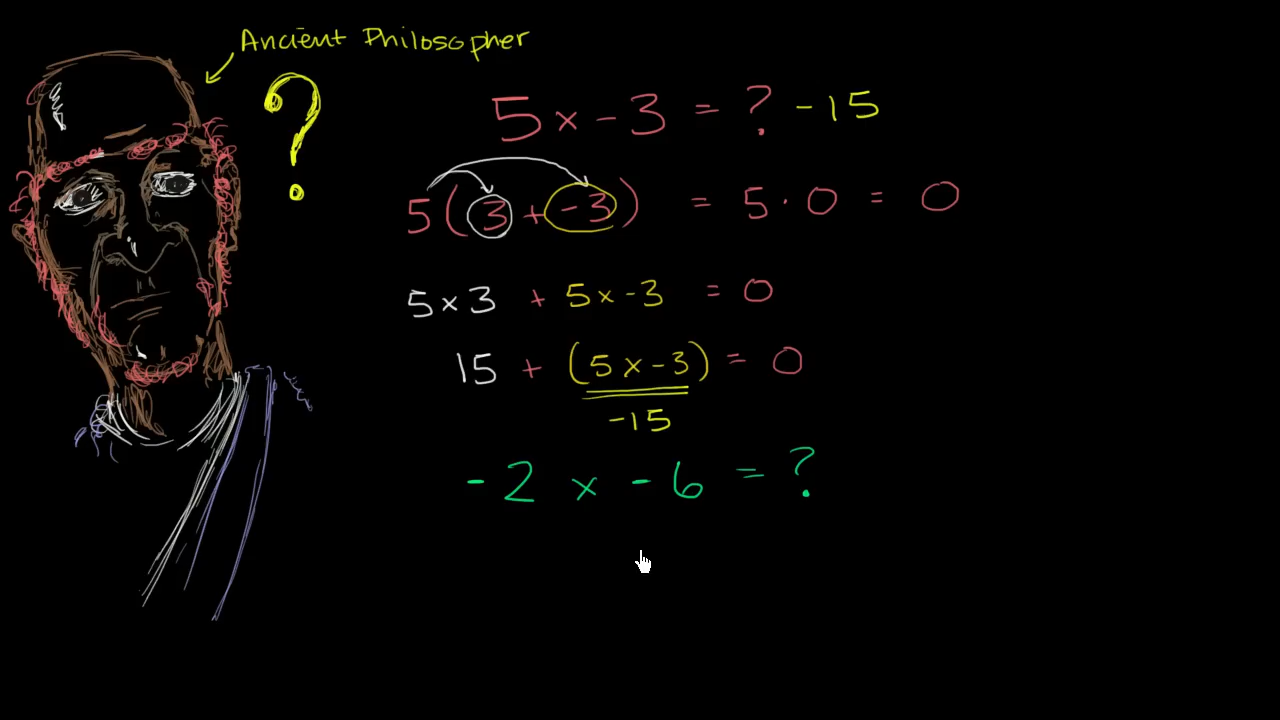 Ancient Philosopher
?
5 x -3 = ? -15
5(3 + -3) = 5 · 0 = 0
5 x 3 + 5 x -3 = 0
15 + (5 x -3) = 0
-15
-2 x -6 = ?